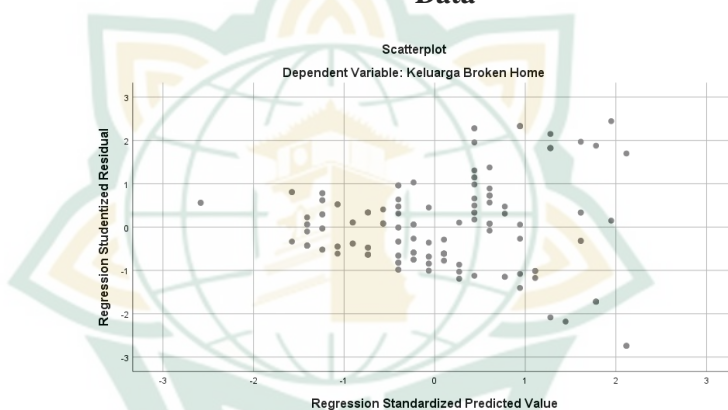 Data
Scatterplot
Dependent Variable: Keluarga Broken Home
Regression Studentized Residual
3
2
1
0
-1
-2
-3
-3 -2 -1 0 1 2 3
Regression Standardized Predicted Value